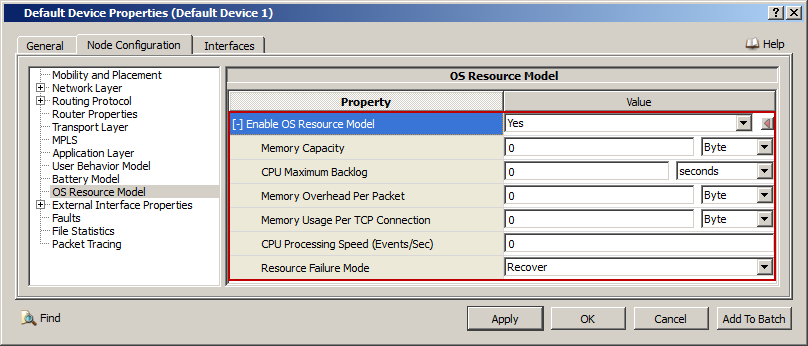 Default Device Properties (Default Device 1)
General Node Configuration Interfaces Help
Mobility and Placement
Network Layer
Routing Protocol
Router Properties
Transport Layer
MPLS
Application Layer
User Behavior Model
Battery Model
OS Resource Model
External Interface Properties
Faults
File Statistics
Packet Tracing
OS Resource Model
Property Value
[-] Enable OS Resource Model Yes
Memory Capacity 0 Byte
CPU Maximum Backlog 0 seconds
Memory Overhead Per Packet 0 Byte
Memory Usage Per TCP Connection 0 Byte
CPU Processing Speed (Events/Sec) 0
Resource Failure Mode Recover
Find Apply OK Cancel Add To Batch